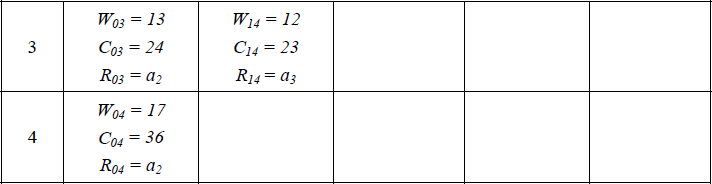 3
W03 = 13
C03 = 24
R03 = a2
W14 = 12
C14 = 23
R14 = a3
4
W04 = 17
C04 = 36
R04 = a2